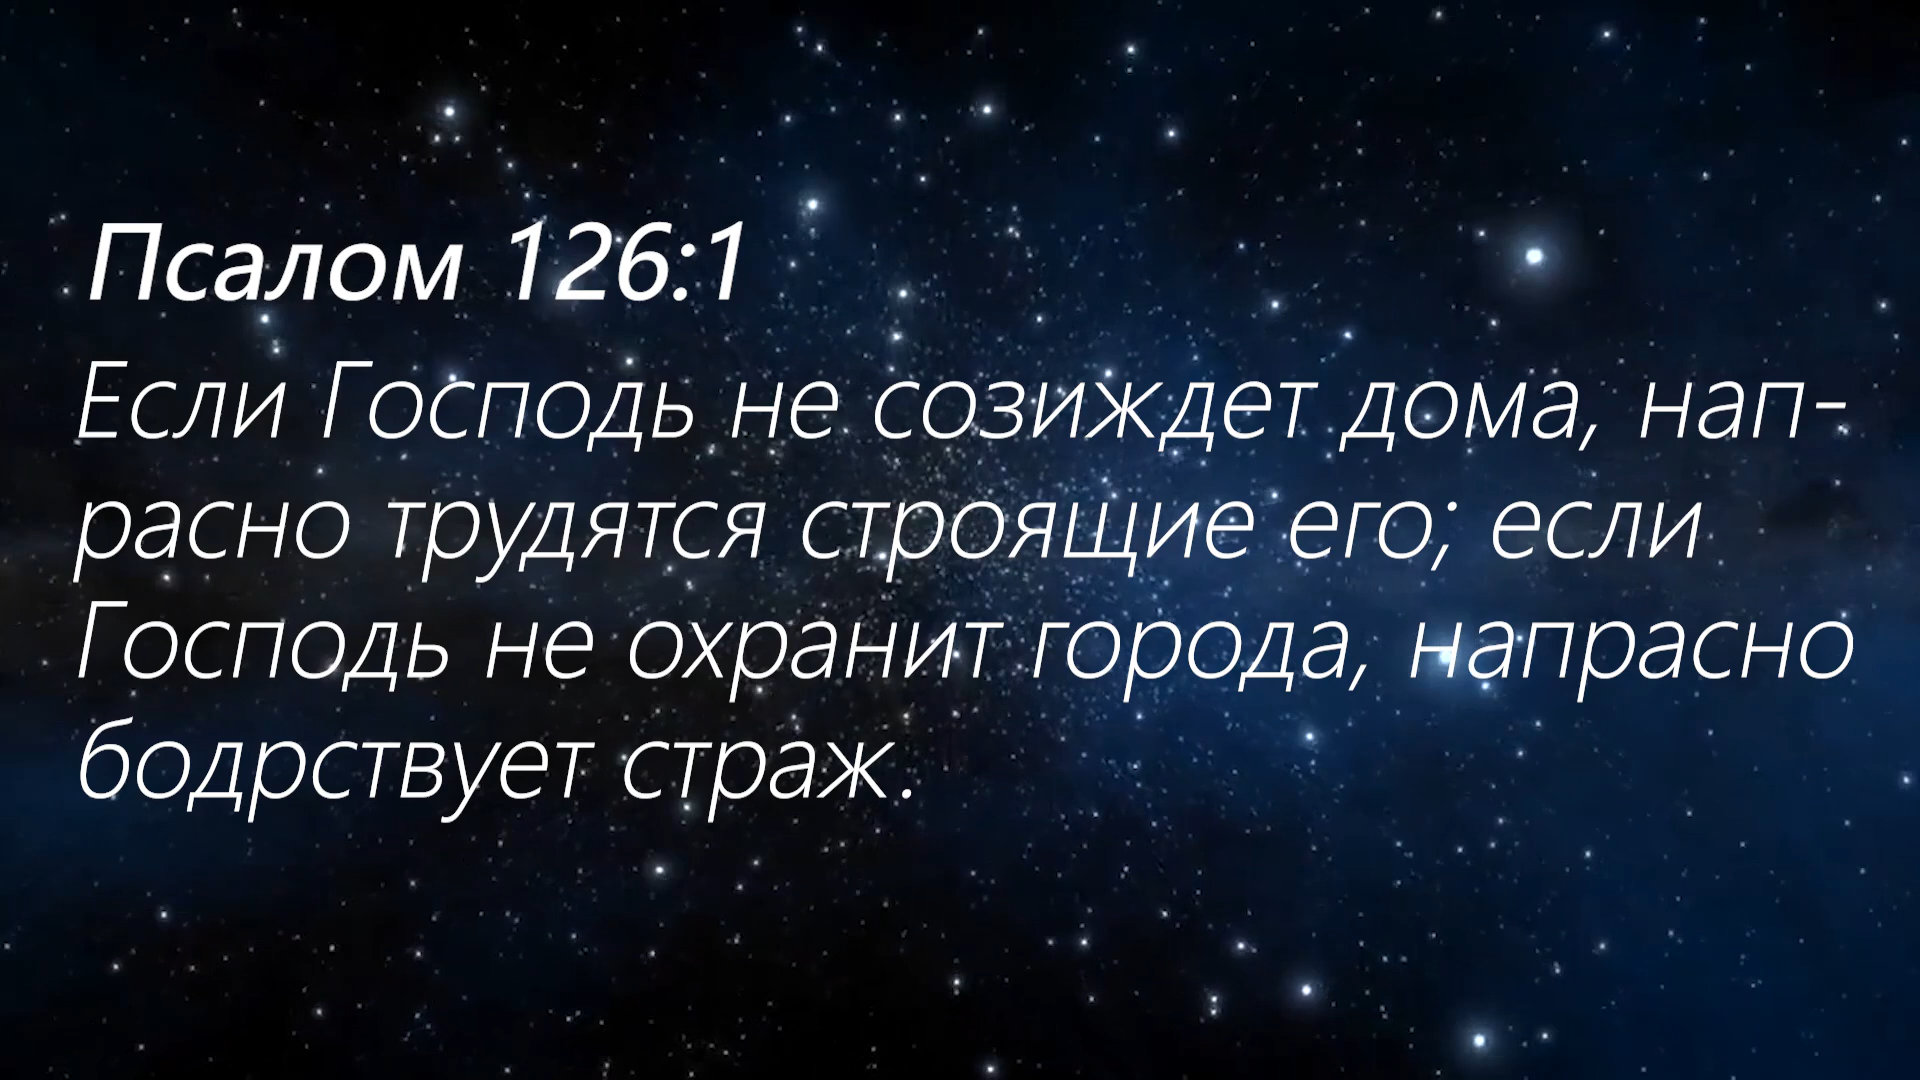 Псалом 126:1
Если Господь не созиждет дома, нап-
расно трудятся строящие его; если
Господь не охранит города, напрасно
бодрствует страж.